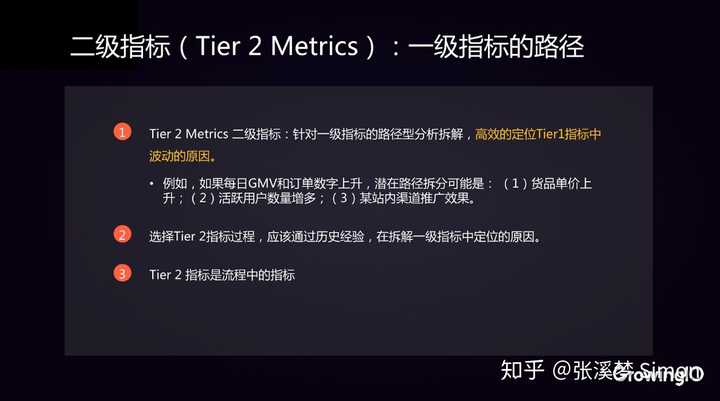 二级指标（Tier 2 Metrics）：一级指标的路径
1 Tier 2 Metrics 二级指标：针对一级指标的路径型分析拆解，高效的定位Tier1指标中
波动的原因。
• 例如，如果每日GMV和订单数字上升，潜在路径拆分可能是：（1）货品单价上
升；（2）活跃用户数量增多；（3）某站内渠道推广效果。
2 选择Tier 2指标过程，应该通过历史经验，在拆解一级指标中定位的原因。
3 Tier 2 指标是流程中的指标
知乎 @张溪梦 Simon
GrowingIO